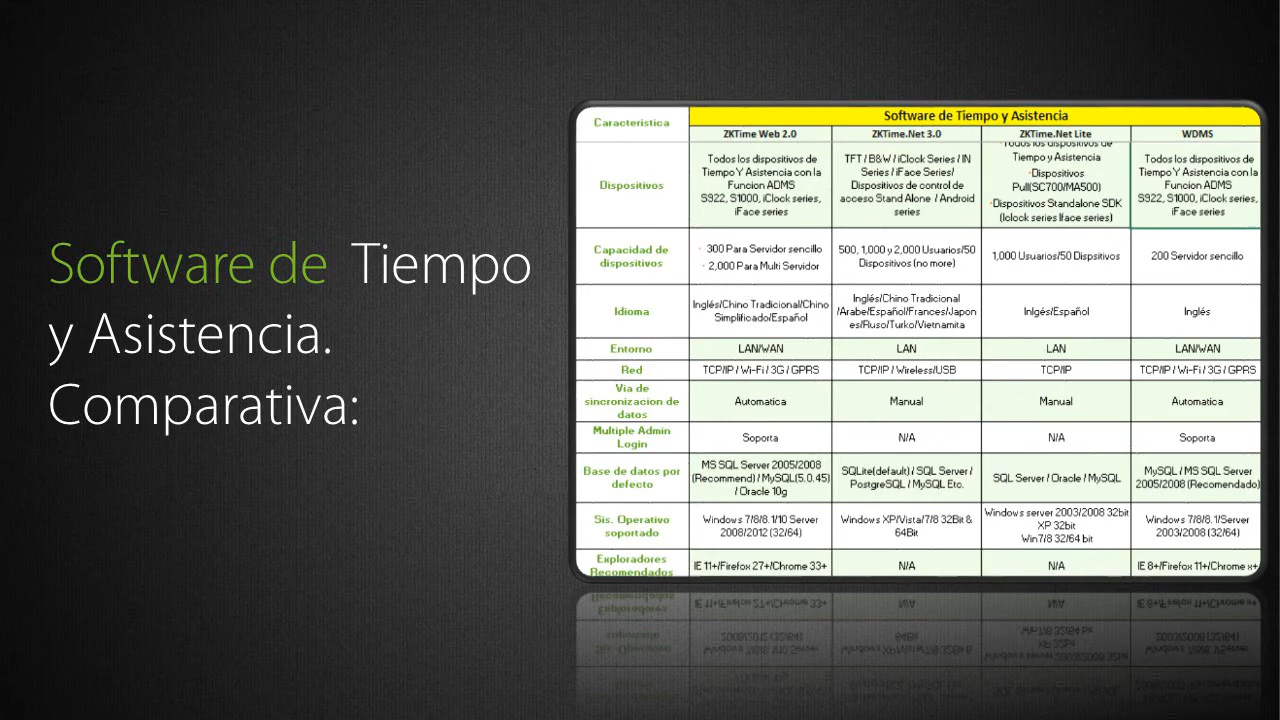 Software de Tiempo
y Asistencia.
Comparativa:
Caracteristica
Software de Tiempo y Asistencia
ZKTime Web 2.0
ZKTime.Net 3.0
ZKTime.Net Lite
WDMS
Dispositivos
Todos los dispositivos de
Tiempo Y Asistencia con la
Funcion ADMS
S922, S1000, iClock series,
iFace series
TFT / B&W / iClock Series / IN
Series / iFace Series/
Dispositivos de control de
acceso Stand Alone / Android
series
Todos los dispositivos de
Tiempo y Asistencia
·Dispositivos
Pull(SC700/MA500)
·Dispositivos Standalone SDK
(Iclock series Iface series)
Todos los dispositivos de
Tiempo Y Asistencia con la
Funcion ADMS
S922, S1000, iClock series,
iFace series
Capacidad de
dispositivos
· 300 Para Servidor sencillo
· 2,000 Para Multi Servidor
500, 1,000 y 2,000 Usuarios/50
Dispositivos (no more)
1,000 Usuarios/50 Dispsitivos
200 Servidor sencillo
Idioma
Inglés/Chino Tradicional/Chino
Simplificado/Español
Inglés/Chino Tradicional
/Arabe/Español/Frances/Japon
es/Ruso/Turko/Vietnamita
Inlgés/Español
Inglés
Entorno
LAN/WAN
LAN
LAN
LAN/WAN
Red
TCP/IP / Wi-Fi / 3G / GPRS
TCP/IP / Wireless/USB
TCP/IP
TCP/IP / Wi-Fi / 3G / GPRS
Via de
sincronizacion de
datos
Automatica
Manual
Manual
Automatica
Multiple Admin
Login
Soporta
N/A
N/A
Soporta
Base de datos por
defecto
MS SQL Server 2005/2008
(Recommend) / MySQL(5.0.45)
/ Oracle 10g
SQLite(default) / SQL Server /
PostgreSQL / MySQL Etc.
SQL Server / Oracle / MySQL
MySQL / MS SQL Server
2005/2008 (Recomendado)
Sis. Operativo
soportado
Windows 7/8/8.1/10 Server
2008/2012 (32/64)
Windows XP/Vista/7/8 32Bit &
64Bit
Windows server 2003/2008 32bit
XP 32bit
Win7/8 32/64 bit
Windows 7/8/8.1/Server
2003/2008 (32/64)
Exploradores
Recomendados
IE 11+/Firefox 27+/Chrome 33+
N/A
N/A
IE 8+/Firefox 11+/Chrome x+